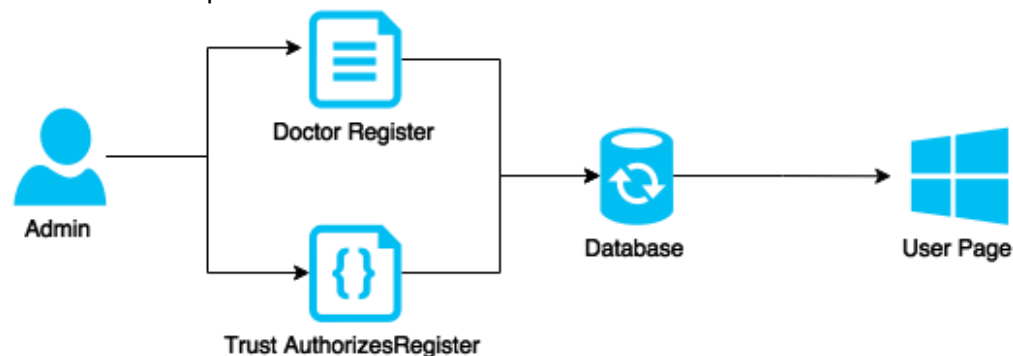 Doctor Register
Admin
Database
User Page
{}
Trust AuthorizesRegister